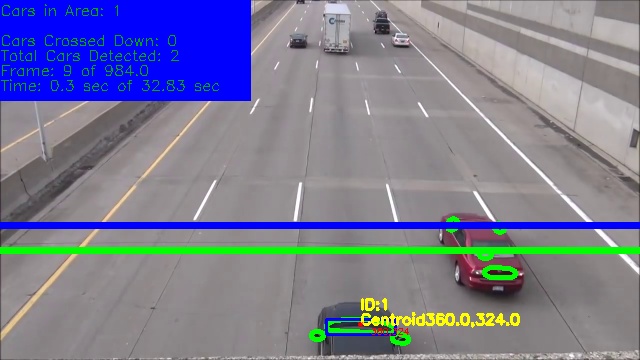 Cars in Area: 1
Cars Crossed Down: 0
Total Cars Detected: 2
Frame: 9 of 984.0
Time: 0.3 sec of 32.83 sec
ID:1
Centroid360.0,324.0